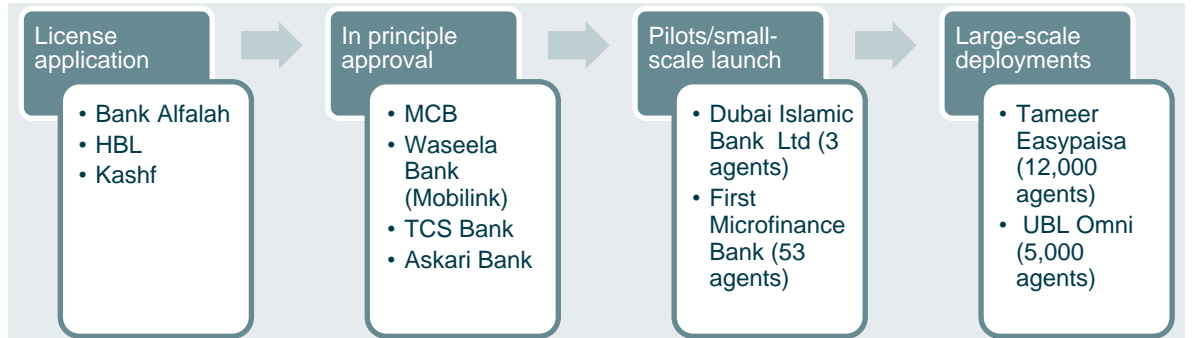 License
application
• Bank Alfalah
• HBL
• Kashf
In principle
approval
• MCB
• Waseela
Bank
(Mobilink)
• TCS Bank
• Askari Bank
Pilots/small-
scale launch
• Dubai Islamic
Bank Ltd (3
agents)
• First
Microfinance
Bank (53
agents)
Large-scale
deployments
• Tameer
Easypaisa
(12,000
agents)
• UBL Omni
(5,000
agents)